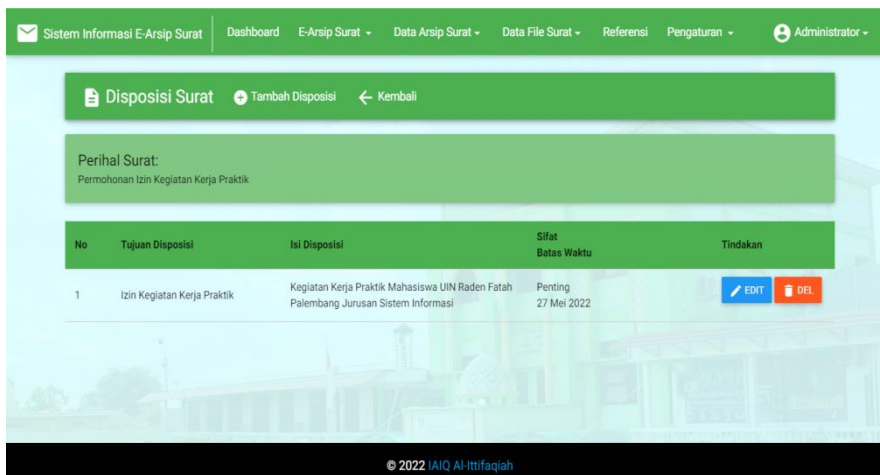 Sistem Informasi E-Arsip Surat Dashboard E-Arsip Surat Data Arsip Surat Data File Surat Referensi Pengaturan Administrator
Disposisi Surat Tambah Disposisi Kembali
Perihal Surat:
Permohonan Izin Kegiatan Kerja Praktik
No Tujuan Disposisi Isi Disposisi Sifat Tindakan
Batas Waktu
1 Izin Kegiatan Kerja Praktik Kegiatan Kerja Praktik Mahasiswa UIN Raden Fatah Penting EDIT DEL
Palembang Jurusan Sistem Informasi 27 Mei 2022
© 2022 IAIQ Al-Ittifaqiah